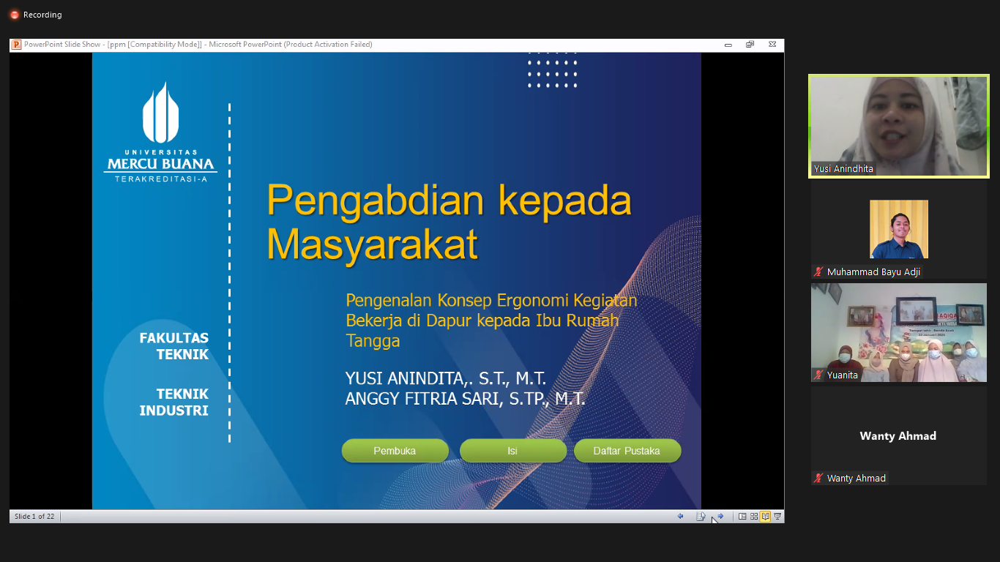 Recording
PowerPoint Slide Show - [ppm [Compatibility Mode]] - Microsoft PowerPoint (Product Activation Failed)
UNIVERSITAS
MERCU BUANA
TERAKREDITASI-A
Pengabdian kepada
Masyarakat
Pengenalan Konsep Ergonomi Kegiatan
Bekerja di Dapur kepada Ibu Rumah
Tangga
FAKULTAS
TEKNIK
TEKNIK
INDUSTRI
YUSI ANINDITA,. S.T., M.T.
ANGGY FITRIA SARI, S.TP., M.T.
Pembuka
Isi
Daftar Pustaka
Slide 1 of 22
Yusi Anindhita
Muhammad Bayu Adji
AQIQA
Yuanita
Wanty Ahmad
Wanty Ahmad